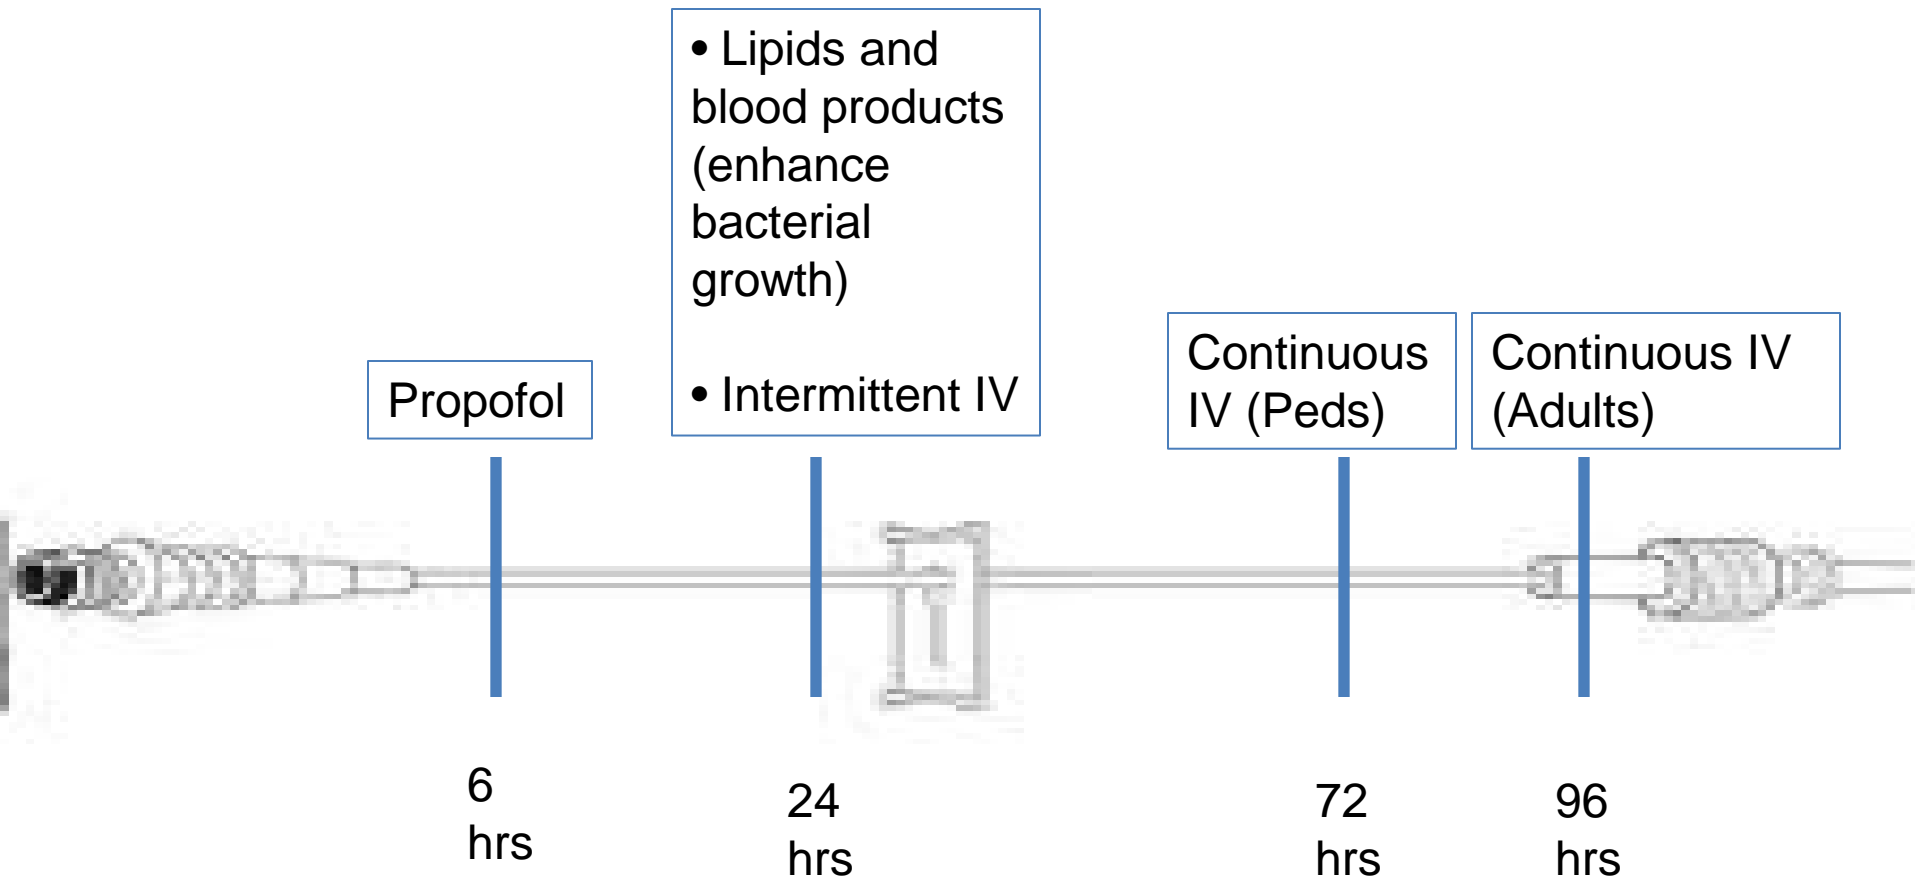 • Lipids and
blood products
(enhance
bacterial
growth)
• Intermittent IV
Propofol
Continuous
IV (Peds)
Continuous IV
(Adults)
6
hrs
24
hrs
72
hrs
96
hrs